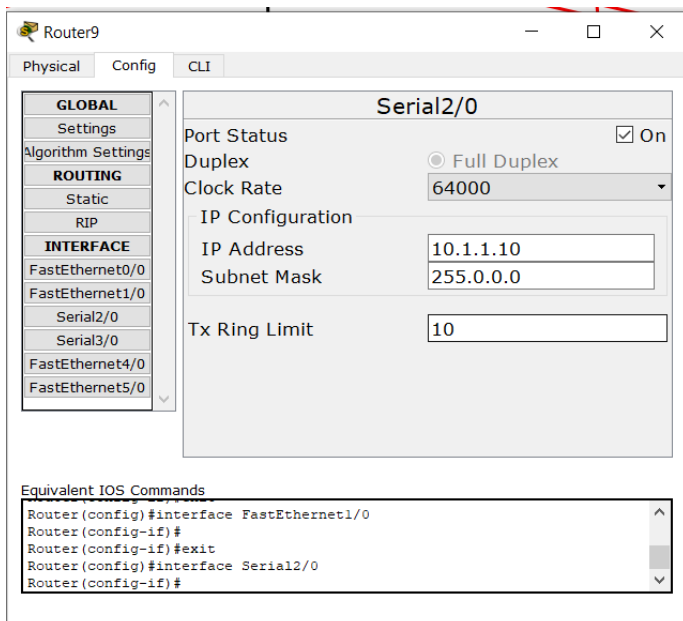 Router9
Physical Config CLI
GLOBAL
Settings
Algorithm Settings
ROUTING
Static
RIP
INTERFACE
FastEthernet0/0
FastEthernet1/0
Serial2/0
Serial3/0
FastEthernet4/0
FastEthernet5/0
Serial2/0
Port Status On
Duplex Full Duplex
Clock Rate 64000
IP Configuration
IP Address 10.1.1.10
Subnet Mask 255.0.0.0
Tx Ring Limit 10
Equivalent IOS Commands
Router(config)#interface FastEthernet1/0
Router(config-if)#
Router(config-if)#exit
Router(config)#interface Serial2/0
Router(config-if)#